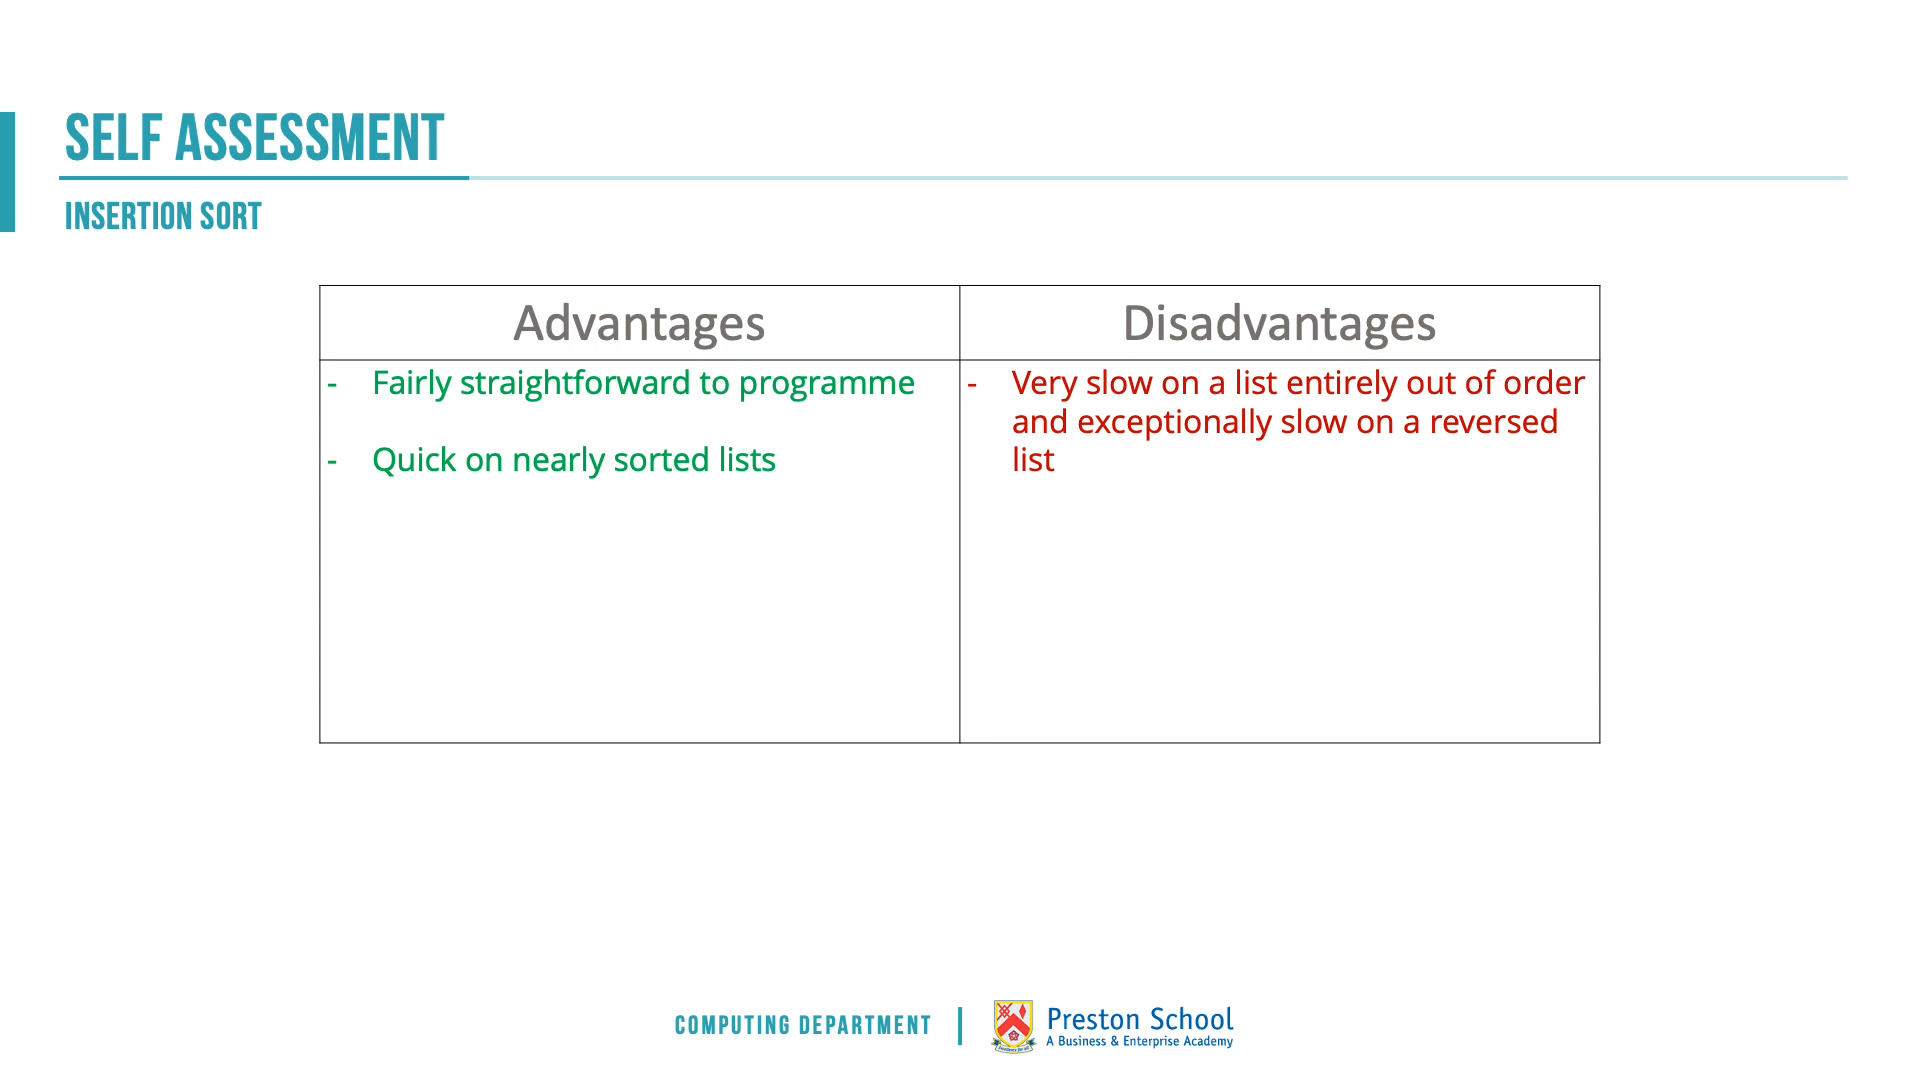 SELF ASSESSMENT
INSERTION SORT
Advantages
Disadvantages
- Fairly straightforward to programme
- Quick on nearly sorted lists
- Very slow on a list entirely out of order
and exceptionally slow on a reversed
list
COMPUTING DEPARTMENT
Preston School
A Business & Enterprise Academy